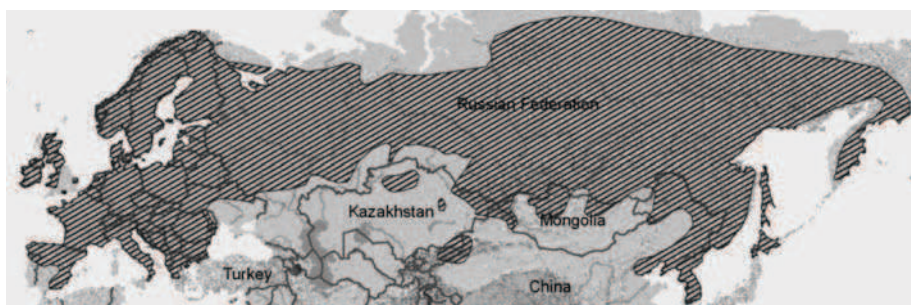 Russian Federation
Kazakhstan
Mongolia
Turkey
China